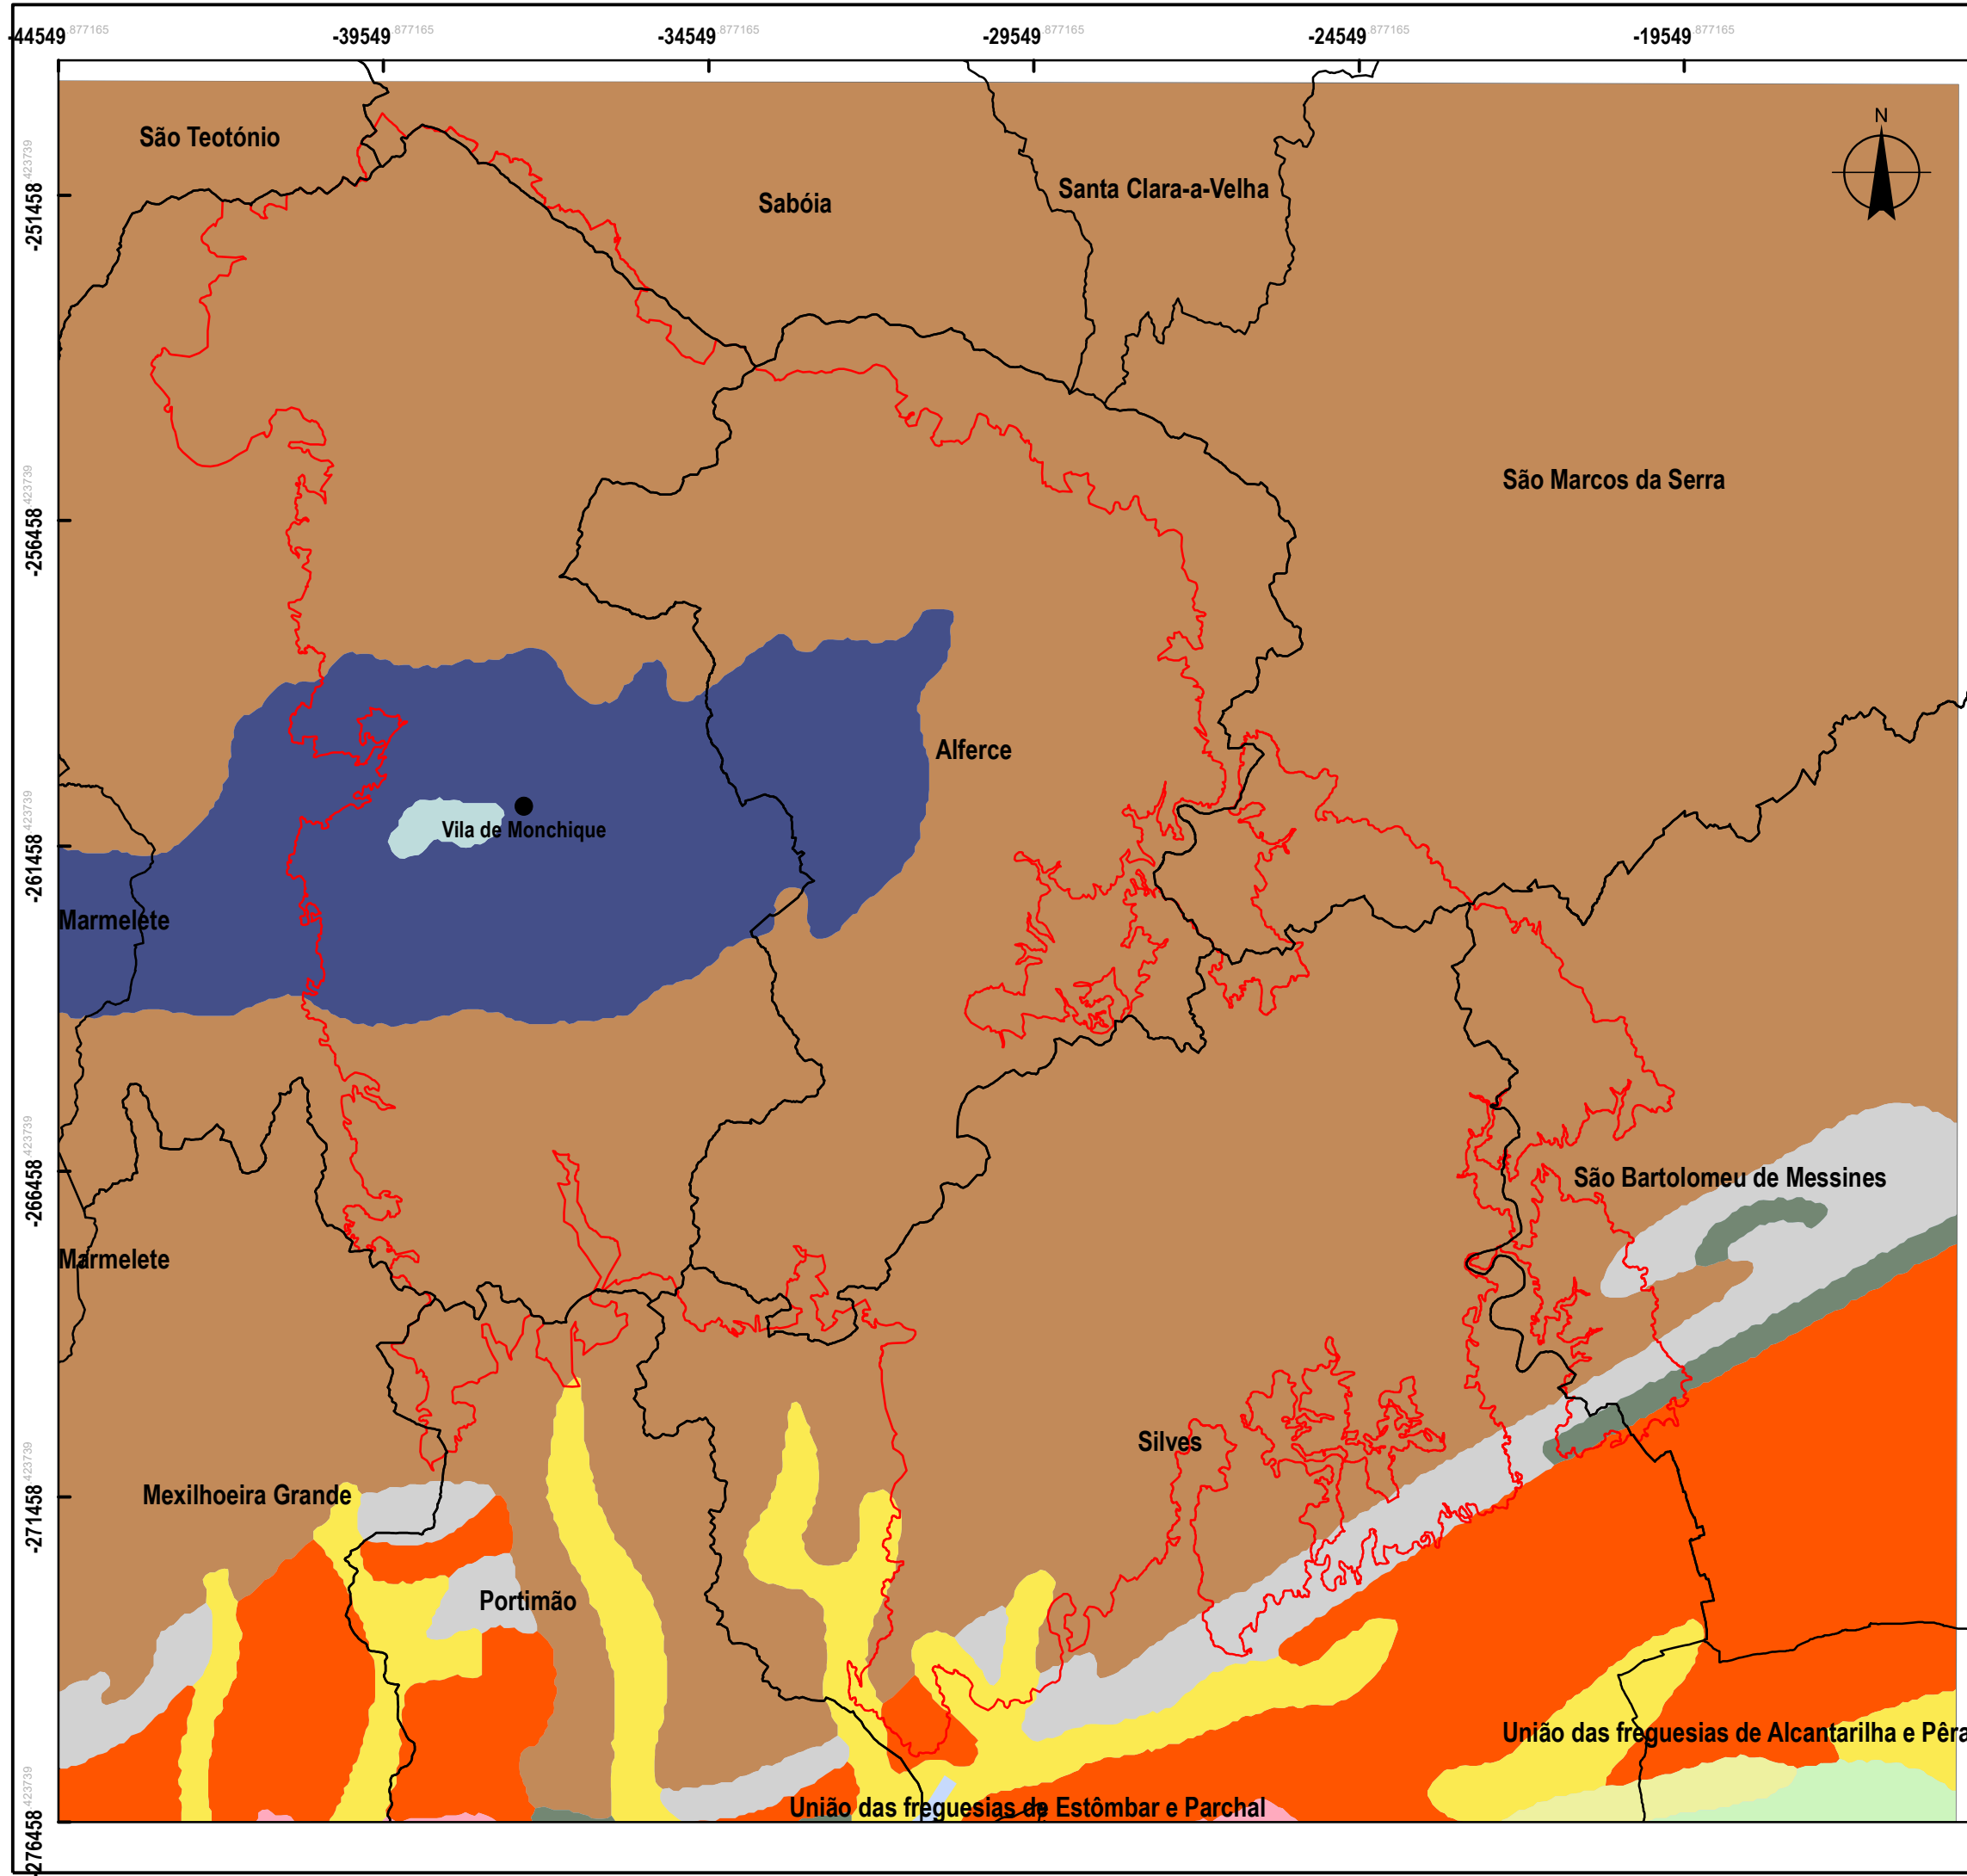 -44549.877165 -39549.877165 -34549.877165 -29549.877165 -24549.877165 -19549.877165
N
São Teotónio
Santa Clara-a-Velha
Sabóia
-251458.423739
São Marcos da Serra
-256458.423739
Alferce
Vila de Monchique
-261458.423739
Marmelete
São Bartolomeu de Messines
-266458.423739
Marmelete
Silves
Mexilhoeira Grande
-271458.423739
Portimão
União das freguesias de Alcantarilha e Pêra
União das freguesias de Estômbar e Parchal
-276458.423739